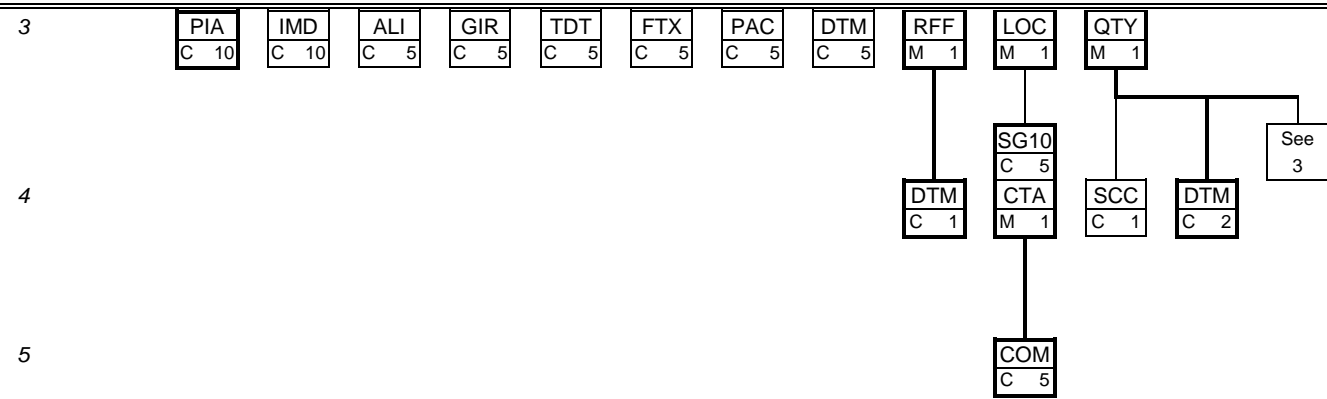 3 PIA IMD ALI GIR TDT FTX PAC DTM RFF LOC QTY
C 10 C 10 C 5 C 5 C 5 C 5 C 5 C 5 M 1 M 1 M 1
SG10 See
C 5 3
4 DTM CTA SCC DTM
C 1 M 1 C 1 C 2
5 COM
C 5